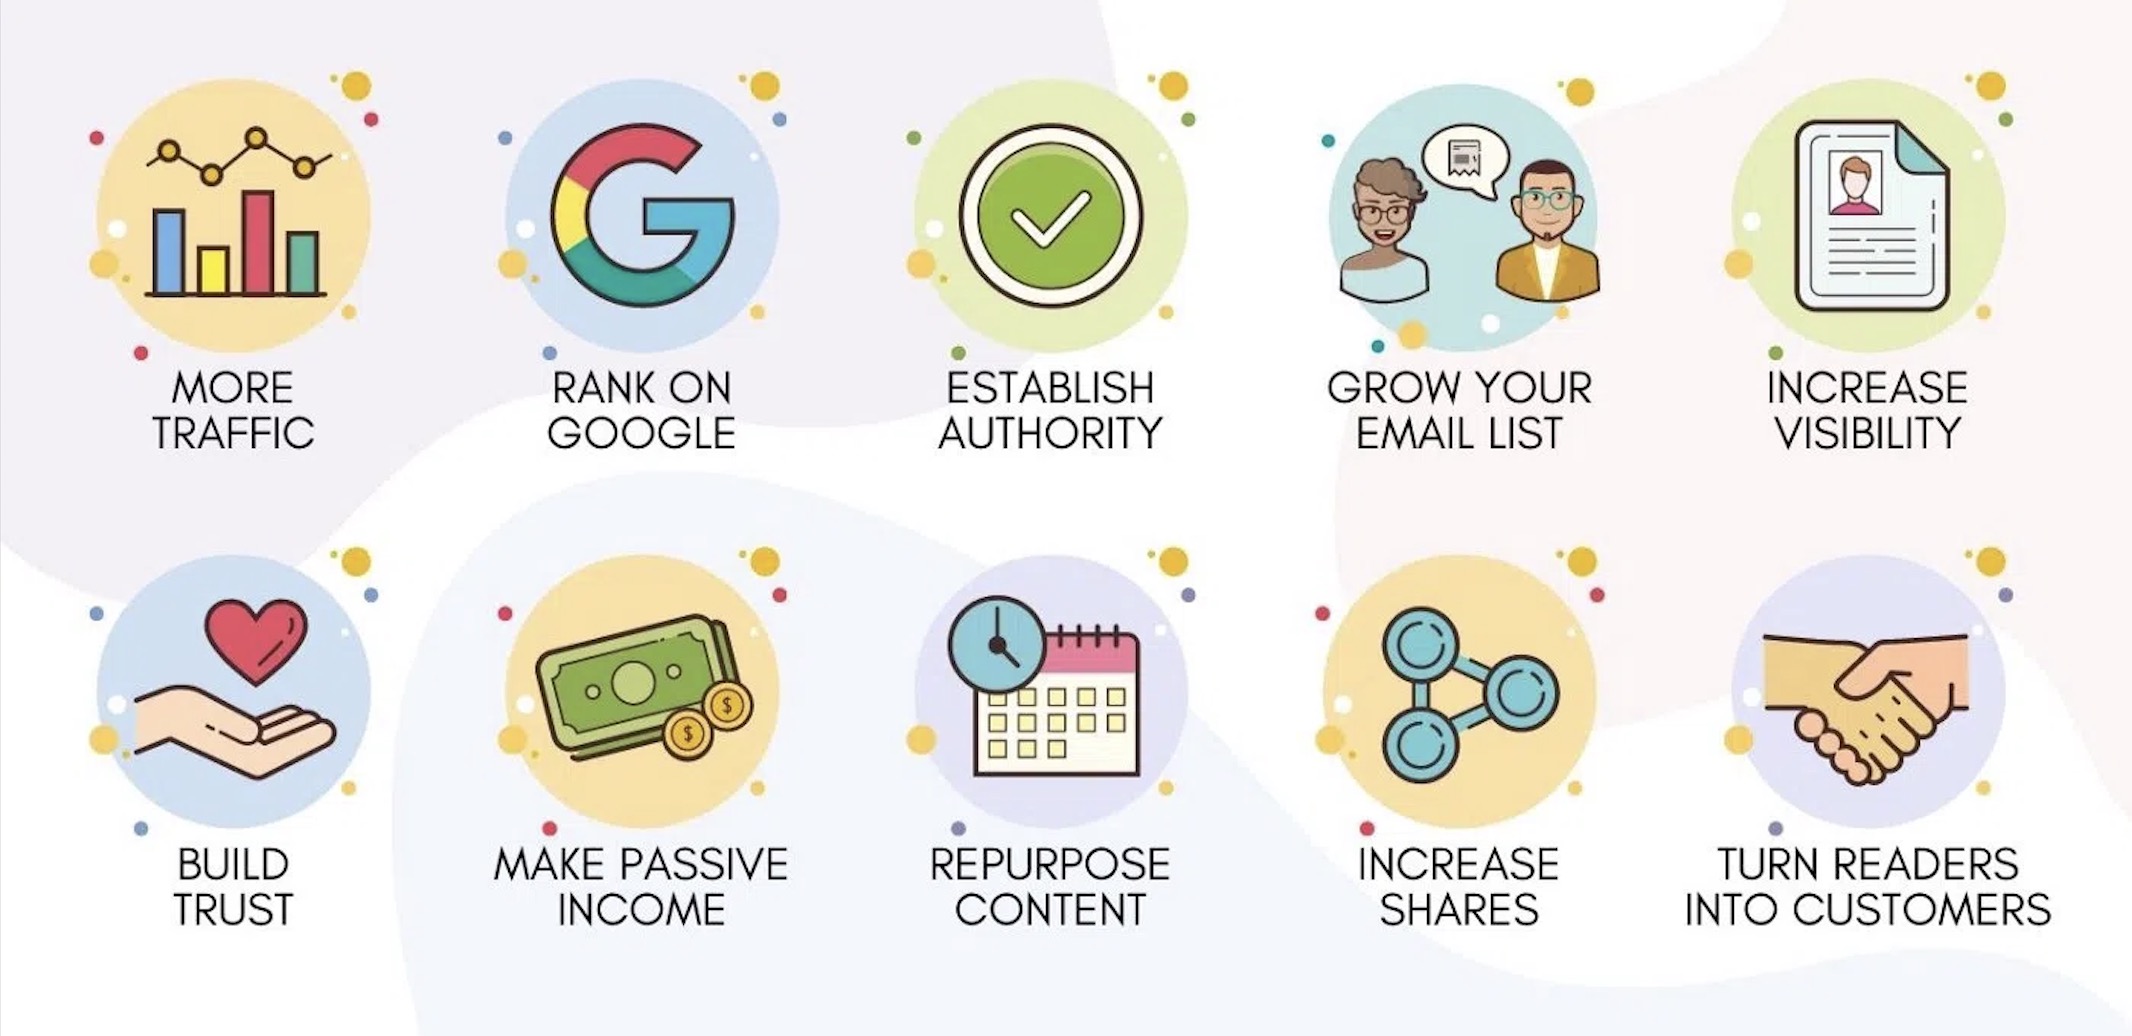 MORE
TRAFFIC
RANK ON
GOOGLE
ESTABLISH
AUTHORITY
GROW YOUR
EMAIL LIST
INCREASE
VISIBILITY
BUILD
TRUST
MAKE PASSIVE
INCOME
REPURPOSE
CONTENT
INCREASE
SHARES
TURN READERS
INTO CUSTOMERS